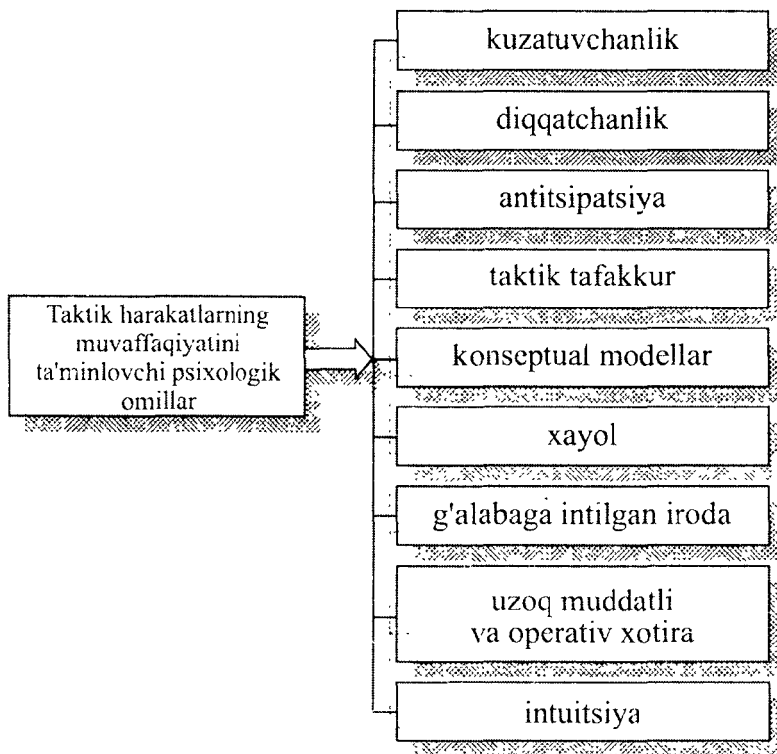 Taktik harakatlarning
muvaffaqiyatini
ta'minlovchi psixologik
omillar
kuzatuvchanlik
diqqatchanlik
antitsipatsiya
taktik tafakkur
konseptual modellar
xayol
g'alabaga intilgan iroda
uzoq muddatli
va operativ xotira
intuitsiya